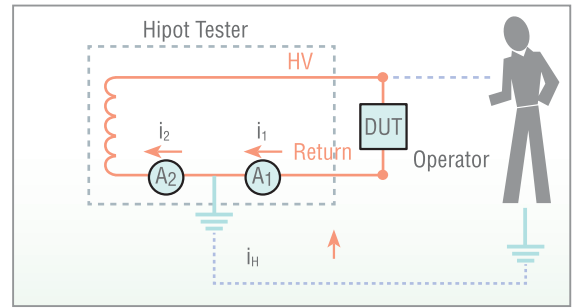 Hipot Tester
HV
i2
i1
DUT
Return
Operator
A2
A1
iH